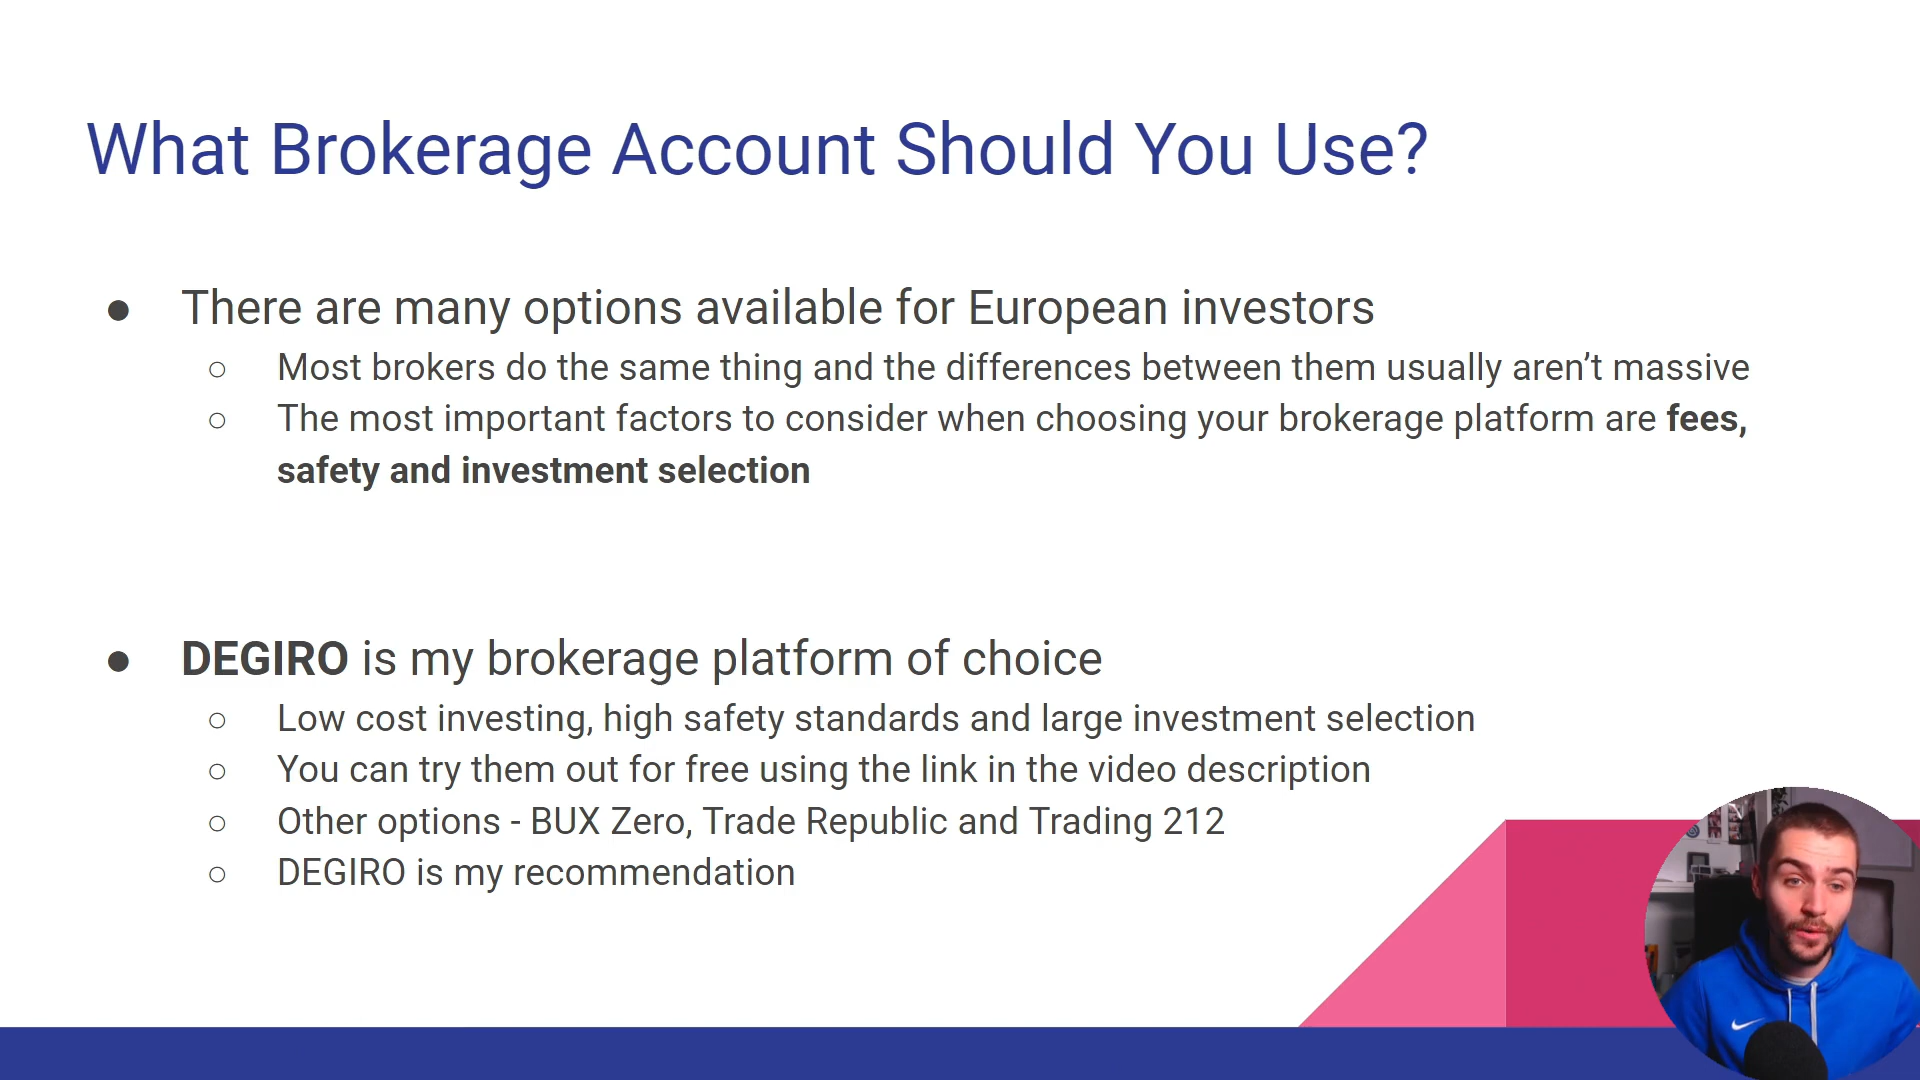 What Brokerage Account Should You Use?
● There are many options available for European investors
○ Most brokers do the same thing and the differences between them usually aren’t massive
○ The most important factors to consider when choosing your brokerage platform are fees,
safety and investment selection
● DEGIRO is my brokerage platform of choice
○ Low cost investing, high safety standards and large investment selection
○ You can try them out for free using the link in the video description
○ Other options - BUX Zero, Trade Republic and Trading 212
○ DEGIRO is my recommendation